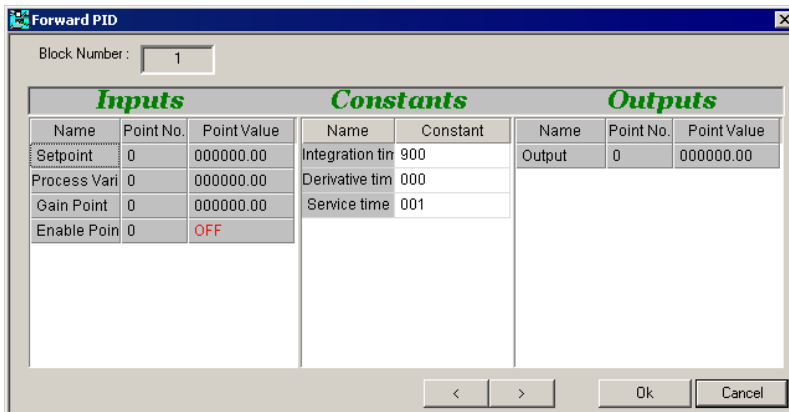 Forward PID
Block Number : 1
Inputs Constants Outputs
Name Point No. Point Value Name Constant Name Point No. Point Value
Setpoint 0 000000.00 Integration tim 900 Output 0 000000.00
Process Vari 0 000000.00 Derivative tim 000
Gain Point 0 000000.00 Service time 001
Enable Poin 0 OFF
< > Ok Cancel